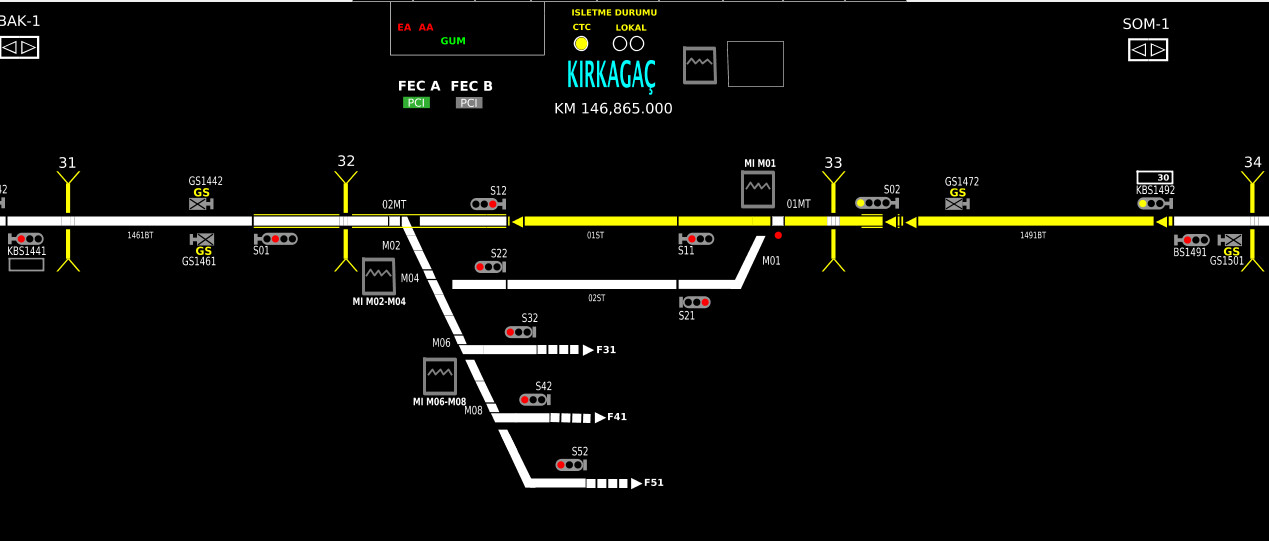 BAK-1
EA AA
GUM
ISLETME DURUMU
CTC LOKAL
KIRKAGAÇ
KM 146,865.000
FEC A FEC B
PCI PCI
SOM-1
31
GS1442
GS
32
02MT
S12
MI M01
01MT
33
S02
GS1472
GS
30
KBS1492
34
42
KBS1441
1461BT
GS
GS1461
S01
M02
M04
MI M02-M04
S22
01ST
S11
M01
1491BT
BS1491
GS
GS1501
02ST
S21
M06
S32
F31
MI M06-M08
M08
S42
F41
S52
F51